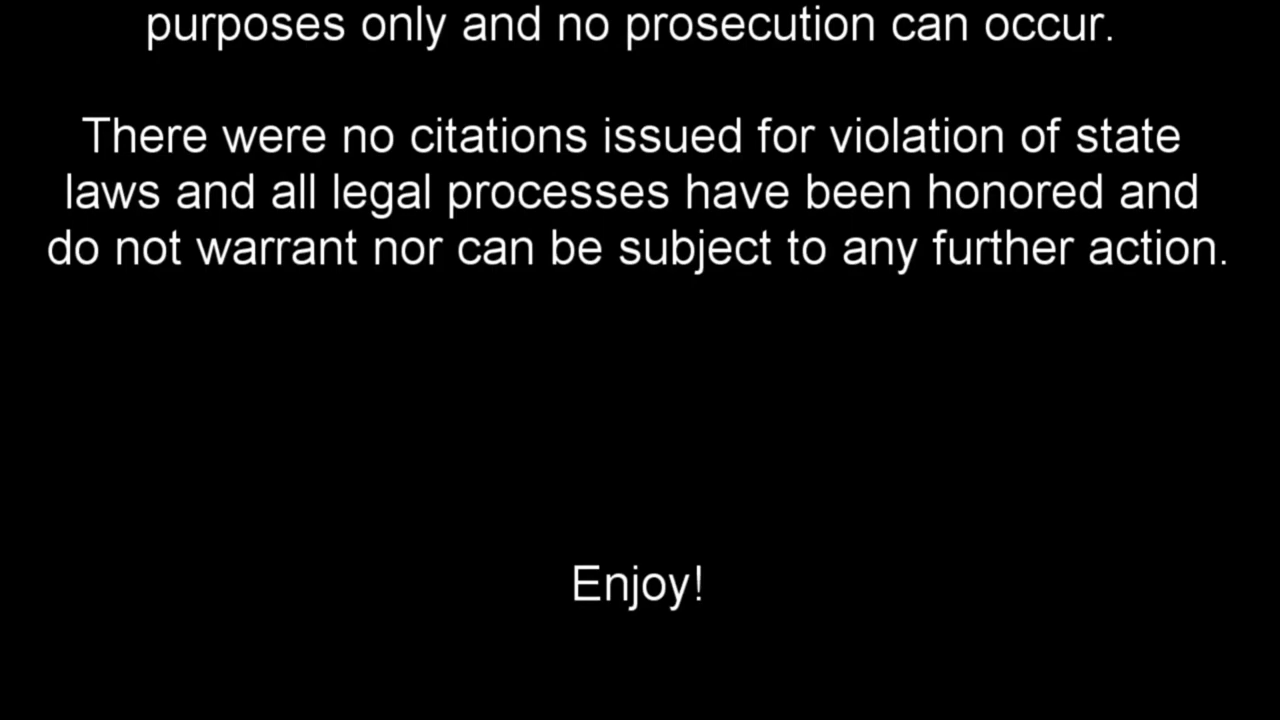 purposes only and no prosecution can occur.
There were no citations issued for violation of state
laws and all legal processes have been honored and
do not warrant nor can be subject to any further action.
Enjoy!